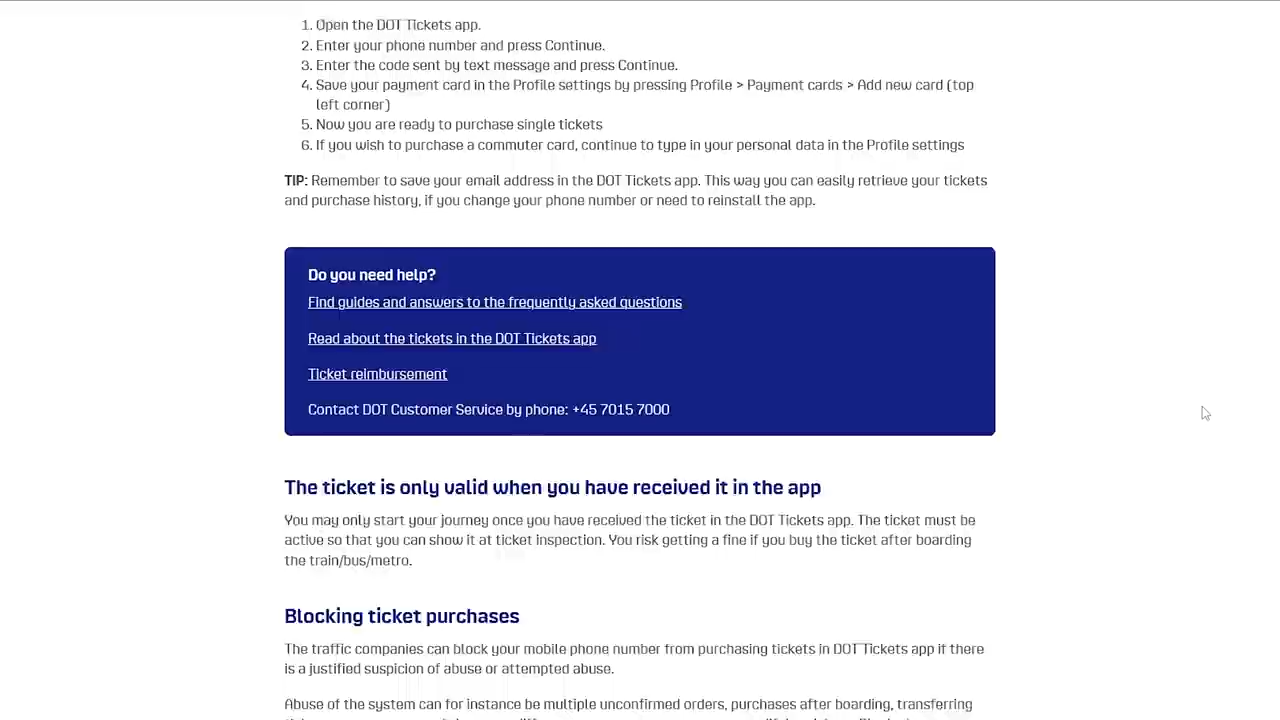 1. Open the DOT Tickets app.
2. Enter your phone number and press Continue.
3. Enter the code sent by text message and press Continue.
4. Save your payment card in the Profile settings by pressing Profile > Payment cards > Add new card (top
left corner)
5. Now you are ready to purchase single tickets
6. If you wish to purchase a commuter card, continue to type in your personal data in the Profile settings
TIP: Remember to save your email address in the DOT Tickets app. This way you can easily retrieve your tickets
and purchase history, if you change your phone number or need to reinstall the app.
Do you need help?
Find guides and answers to the frequently asked questions
Read about the tickets in the DOT Tickets app
Ticket reimbursement
Contact DOT Customer Service by phone: +45 7015 7000
The ticket is only valid when you have received it in the app
You may only start your journey once you have received the ticket in the DOT Tickets app. The ticket must be
active so that you can show it at ticket inspection. You risk getting a fine if you buy the ticket after boarding
the train/bus/metro.
Blocking ticket purchases
The traffic companies can block your mobile phone number from purchasing tickets in DOT Tickets app if there
is a justified suspicion of abuse or attempted abuse.
Abuse of the system can for instance be multiple unconfirmed orders, purchases after boarding, transferring